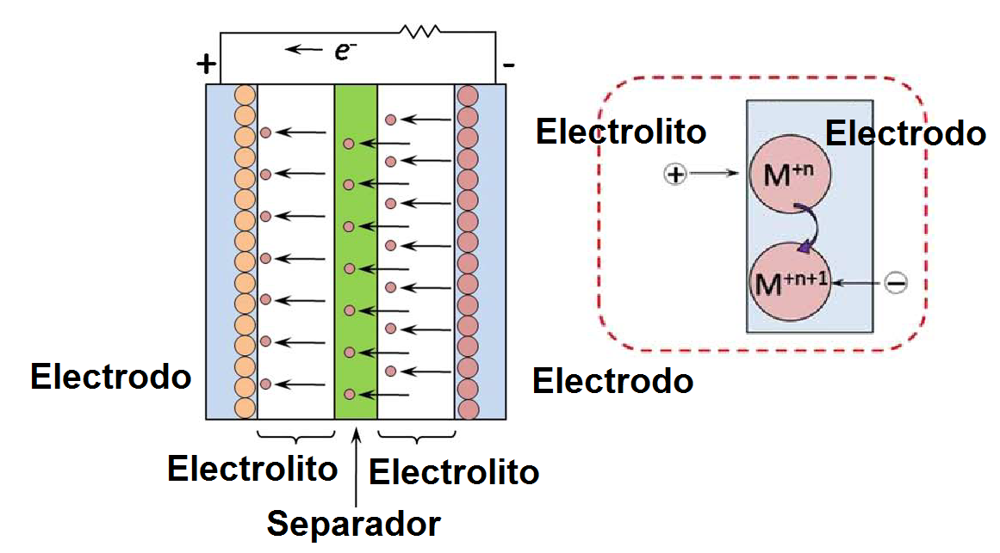 e⁻
+
-
Electrolito
Electrodo
+
M⁺ⁿ
M⁺ⁿ⁺¹
−
Electrodo
Electrodo
Electrolito
Electrolito
Separador